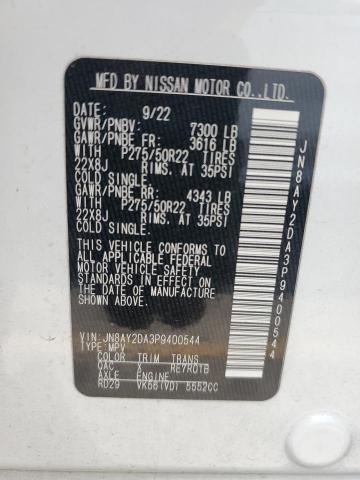 MFD BY NISSAN MOTOR CO.,LTD.
DATE: 9/22
GVWR/PNBV: 7300 LB
GAWR/PNBE FR: 3616 LB
WITH P275/50R22 TIRES
22X8J RIMS, AT 35PSI
COLD SINGLE.
GAWR/PNBE RR: 4343 LB
WITH P275/50R22 TIRES
22X8J RIMS, AT 35PSI
COLD SINGLE.
THIS VEHICLE CONFORMS TO
ALL APPLICABLE FEDERAL
MOTOR VEHICLE SAFETY
STANDARDS IN EFFECT ON
THE DATE OF MANUFACTURE
SHOWN ABOVE.
VIN:JN8AY2DA3P9400544
TYPE:MPV
COLOR TRIM TRANS
QAC X RE7R01B
AXLE ENGINE
RD29 VK56(VD) 5552CC
JN8AY2DA3P9400544